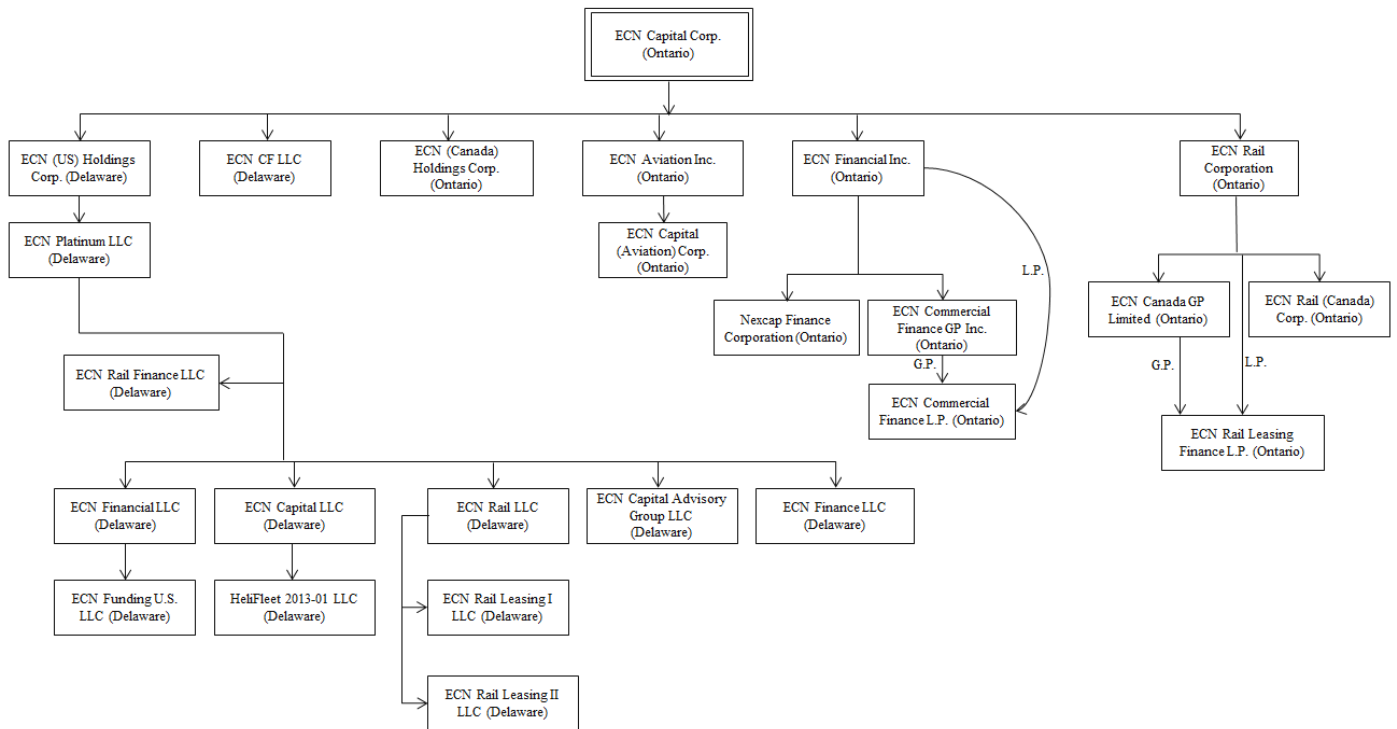 ECN Capital Corp.
(Ontario)
ECN (US) Holdings
Corp. (Delaware)
ECN CF LLC
(Delaware)
ECN (Canada)
Holdings Corp.
(Ontario)
ECN Aviation Inc.
(Ontario)
ECN Financial Inc.
(Ontario)
ECN Rail
Corporation
(Ontario)
ECN Platinum LLC
(Delaware)
ECN Capital
(Aviation) Corp.
(Ontario)
L.P.
Nexcap Finance
Corporation (Ontario)
ECN Commercial
Finance GP Inc.
(Ontario)
ECN Canada GP
Limited (Ontario)
ECN Rail (Canada)
Corp. (Ontario)
G.P.
G.P.
L.P.
ECN Rail Finance LLC
(Delaware)
ECN Commercial
Finance L.P. (Ontario)
ECN Rail Leasing
Finance L.P. (Ontario)
ECN Financial LLC
(Delaware)
ECN Capital LLC
(Delaware)
ECN Rail LLC
(Delaware)
ECN Capital Advisory
Group LLC
(Delaware)
ECN Finance LLC
(Delaware)
ECN Funding U.S.
LLC (Delaware)
HeliFleet 2013-01 LLC
(Delaware)
ECN Rail Leasing I
LLC (Delaware)
ECN Rail Leasing II
LLC (Delaware)